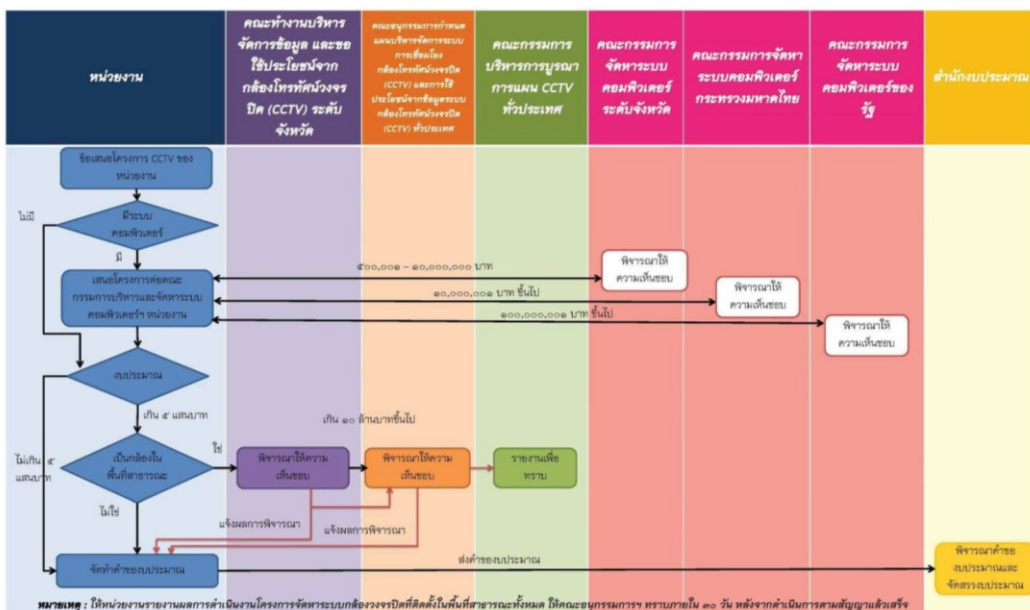 หน่วยงาน
คณะทำงานบริหาร
จัดการข้อมูล และขอ
ใช้ประโยชน์จาก
กล้องโทรทัศน์วงจร
ปิด (CCTV) ระดับ
จังหวัด
คณะอนุกรรมการกำหนด
แผนบริหารจัดการระบบ
การเชื่อมโยง
กล้องโทรทัศน์วงจรปิด
(CCTV) และการใช้
ประโยชน์จากข้อมูลระบบ
กล้องโทรทัศน์วงจรปิด
(CCTV) ทั่วประเทศ
คณะกรรมการ
บริหารการบูรณา
การแผน CCTV
ทั่วประเทศ
คณะกรรมการ
จัดหาระบบ
คอมพิวเตอร์
ระดับจังหวัด
คณะกรรมการจัดหา
ระบบคอมพิวเตอร์
กระทรวงมหาดไทย
คณะกรรมการ
จัดหาระบบ
คอมพิวเตอร์ของ
รัฐ
สำนักงบประมาณ
ข้อเสนอโครงการ CCTV ของ
หน่วยงาน
ไม่มี
มีระบบ
คอมพิวเตอร์
มี
เสนอโครงการต่อคณะ
กรรมการบริหารและจัดหาระบบ
คอมพิวเตอร์ฯ หน่วยงาน
๕๐๐,๐๐๑ – ๑๐,๐๐๐,๐๐๐ บาท
พิจารณาให้
ความเห็นชอบ
๑๐,๐๐๐,๐๐๑ บาท ขึ้นไป
พิจารณาให้
ความเห็นชอบ
๑๐๐,๐๐๐,๐๐๑ บาท ขึ้นไป
พิจารณาให้
ความเห็นชอบ
งบประมาณ
เกิน ๕ แสนบาท
เกิน ๑๐ ล้านบาทขึ้นไป
ไม่เกิน ๕
แสนบาท
เป็นกล้องใน
พื้นที่สาธารณะ
ใช่
พิจารณาให้ความ
เห็นชอบ
พิจารณาให้ความ
เห็นชอบ
รายงานเพื่อ
ทราบ
ไม่ใช่
แจ้งผลการพิจารณา
แจ้งผลการพิจารณา
จัดทำคำของบประมาณ
ส่งคำของบประมาณ
พิจารณาคำขอ
งบประมาณและ
จัดสรรงบประมาณ
หมายเหตุ : ให้หน่วยงานรายงานผลการดำเนินงานโครงการจัดหาระบบกล้องวงจรปิดที่ติดตั้งในพื้นที่สาธารณะทั้งหมด ให้คณะอนุกรรมการฯ ทราบภายใน ๓๐ วัน หลังจากดำเนินการตามสัญญาแล้วเสร็จ